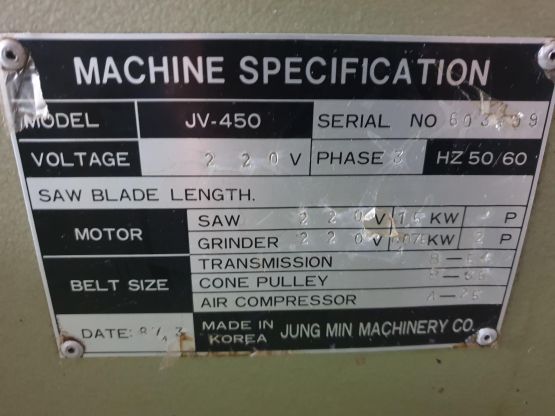 MACHINE SPECIFICATION
MODEL JV-450 SERIAL NO
VOLTAGE 220V PHASE 3 HZ 50/60
SAW BLADE LENGTH.
MOTOR SAW 220V KW P
GRINDER 220V KW 2 P
BELT SIZE TRANSMISSION
CONE PULLEY
AIR COMPRESSOR
DATE: MADE IN KOREA JUNG MIN MACHINERY CO.